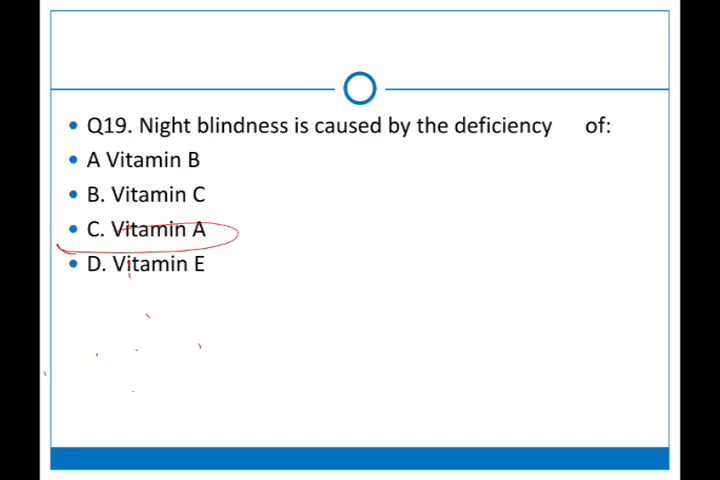 Q19. Night blindness is caused by the deficiency of:
A Vitamin B
B. Vitamin C
C. Vitamin A
D. Vitamin E